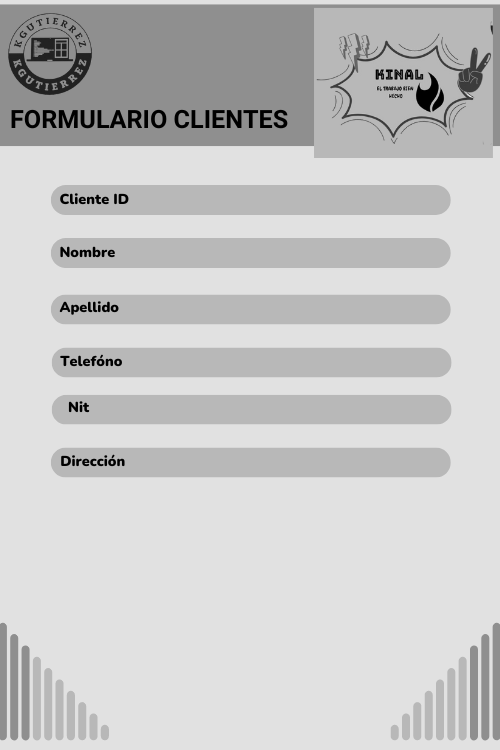 KGUTIERREZ
KGUTIERREZ
FORMULARIO CLIENTES
KINAL
EL TRABAJO BIEN
HECHO
Cliente ID
Nombre
Apellido
Telefóno
Nit
Dirección